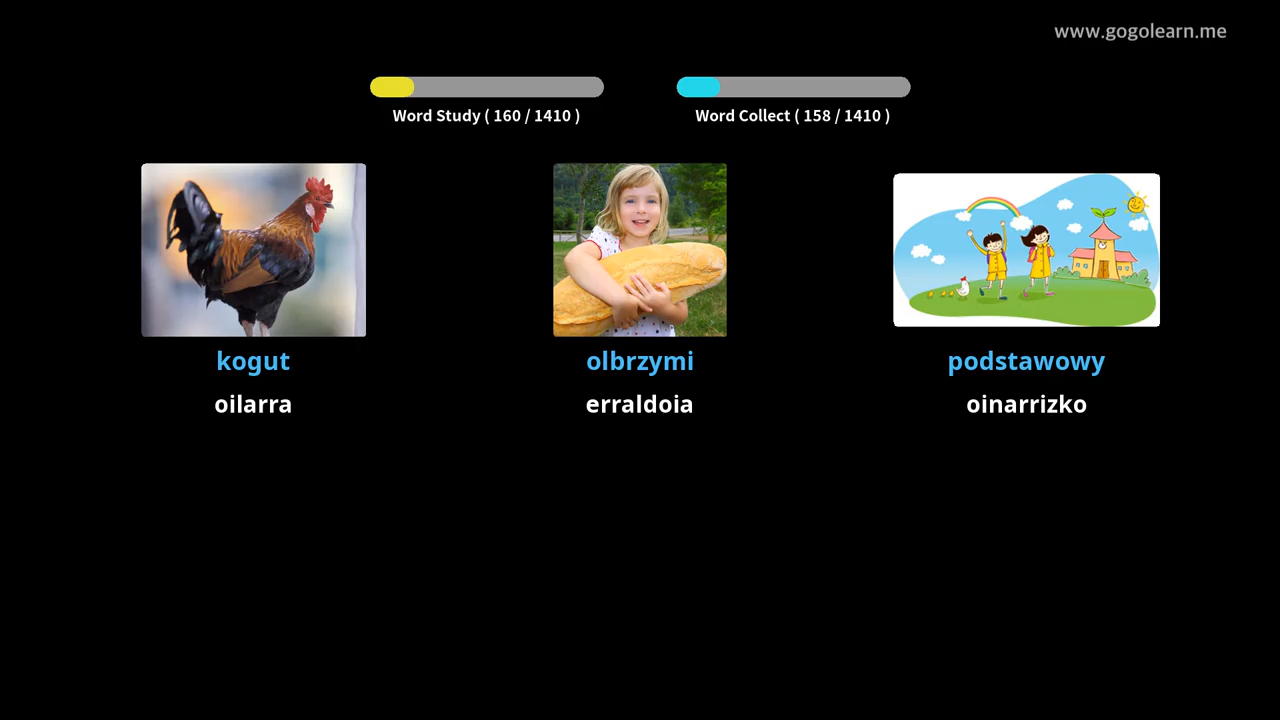 www.gogolearn.me
Word Study ( 160 / 1410 )
Word Collect ( 158 / 1410 )
kogut
olbrzymi
podstawowy
oilarra
erraldoia
oinarrizko